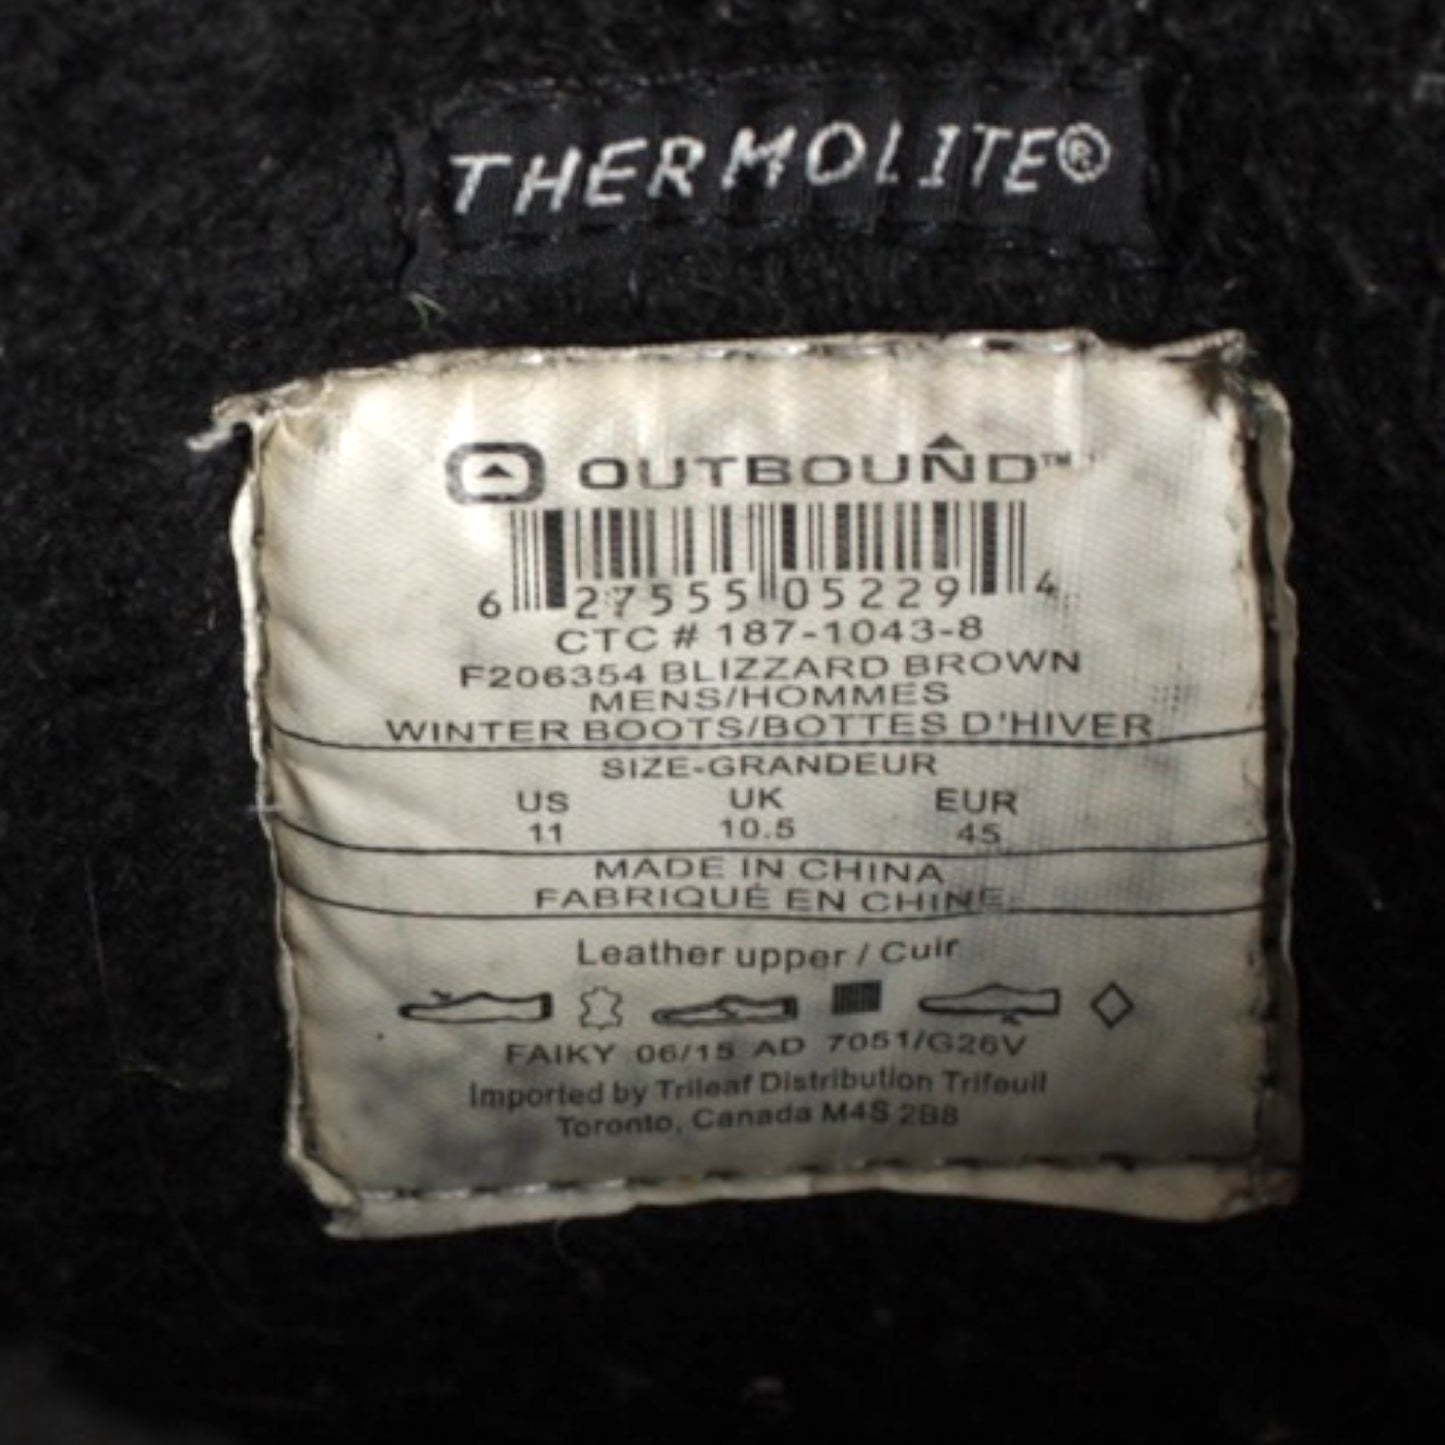 THERMOLITE®
OUTBOUND™
6 27555 05229 4
CTC # 187-1043-8
F206354 BLIZZARD BROWN
MENS/HOMMES
WINTER BOOTS/BOTTES D'HIVER
SIZE-GRANDEUR
US UK EUR
11 10.5 45
MADE IN CHINA
FABRIQUÉ EN CHINE
Leather upper / Cuir
FAIKY 06/15 AD 7051/G26V
Imported by Trileaf Distribution Trifeuil
Toronto, Canada M4S 2B8